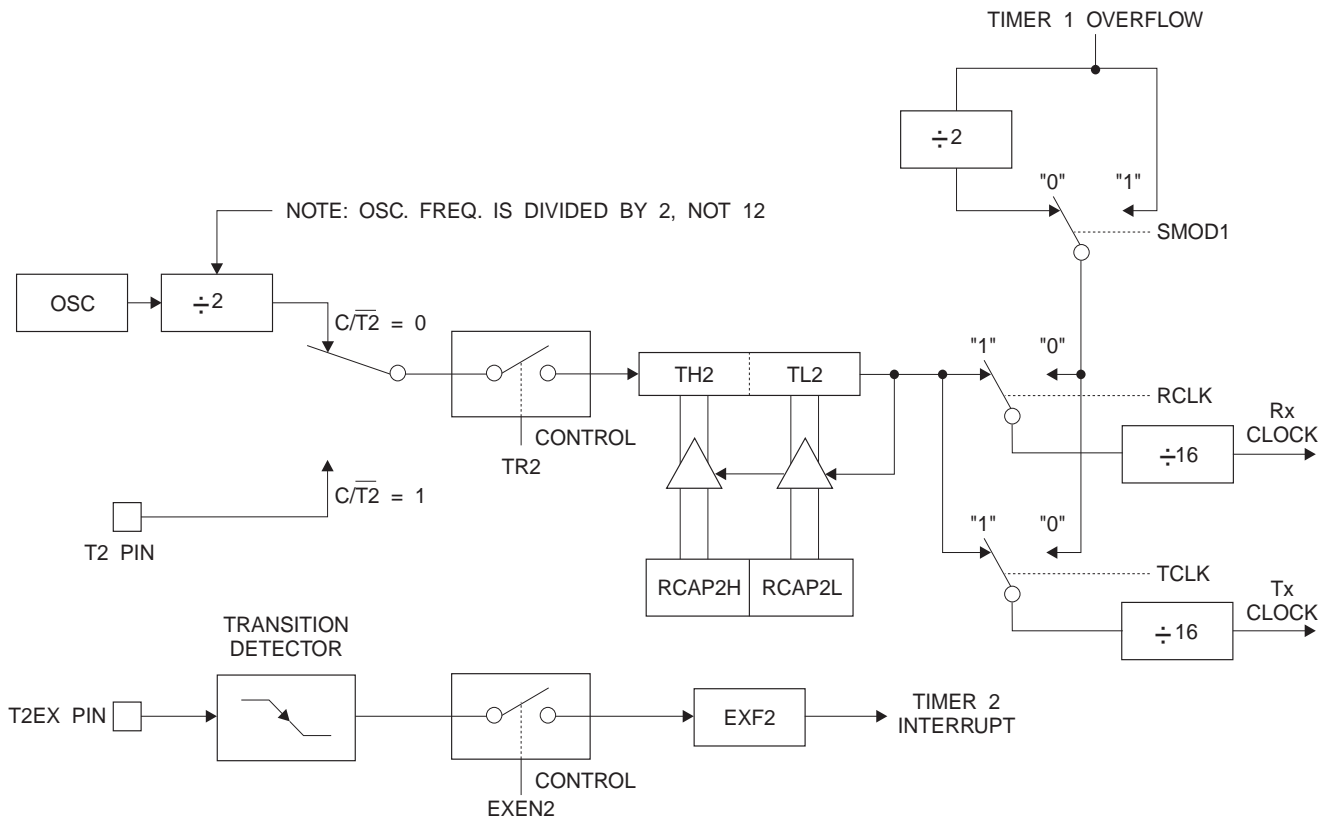 TIMER 1 OVERFLOW
÷2
"0" "1"
NOTE: OSC. FREQ. IS DIVIDED BY 2, NOT 12
SMOD1
OSC
÷2
C/T2̅ = 0
"1" "0"
TH2 TL2
RCLK
Rx
CLOCK
CONTROL
TR2
÷16
C/T2̅ = 1
T2 PIN
"1" "0"
TCLK
RCAP2H RCAP2L
Tx
CLOCK
÷16
TRANSITION
DETECTOR
T2EX PIN
EXF2
TIMER 2
INTERRUPT
CONTROL
EXEN2